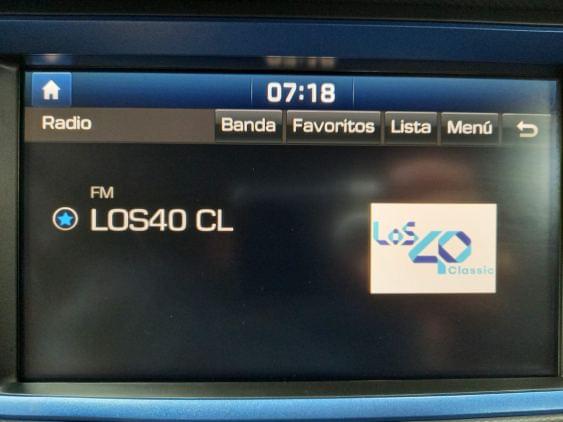 07:18
Radio Banda Favoritos Lista Menú
FM
LOS40 CL
LOS 40
Classic